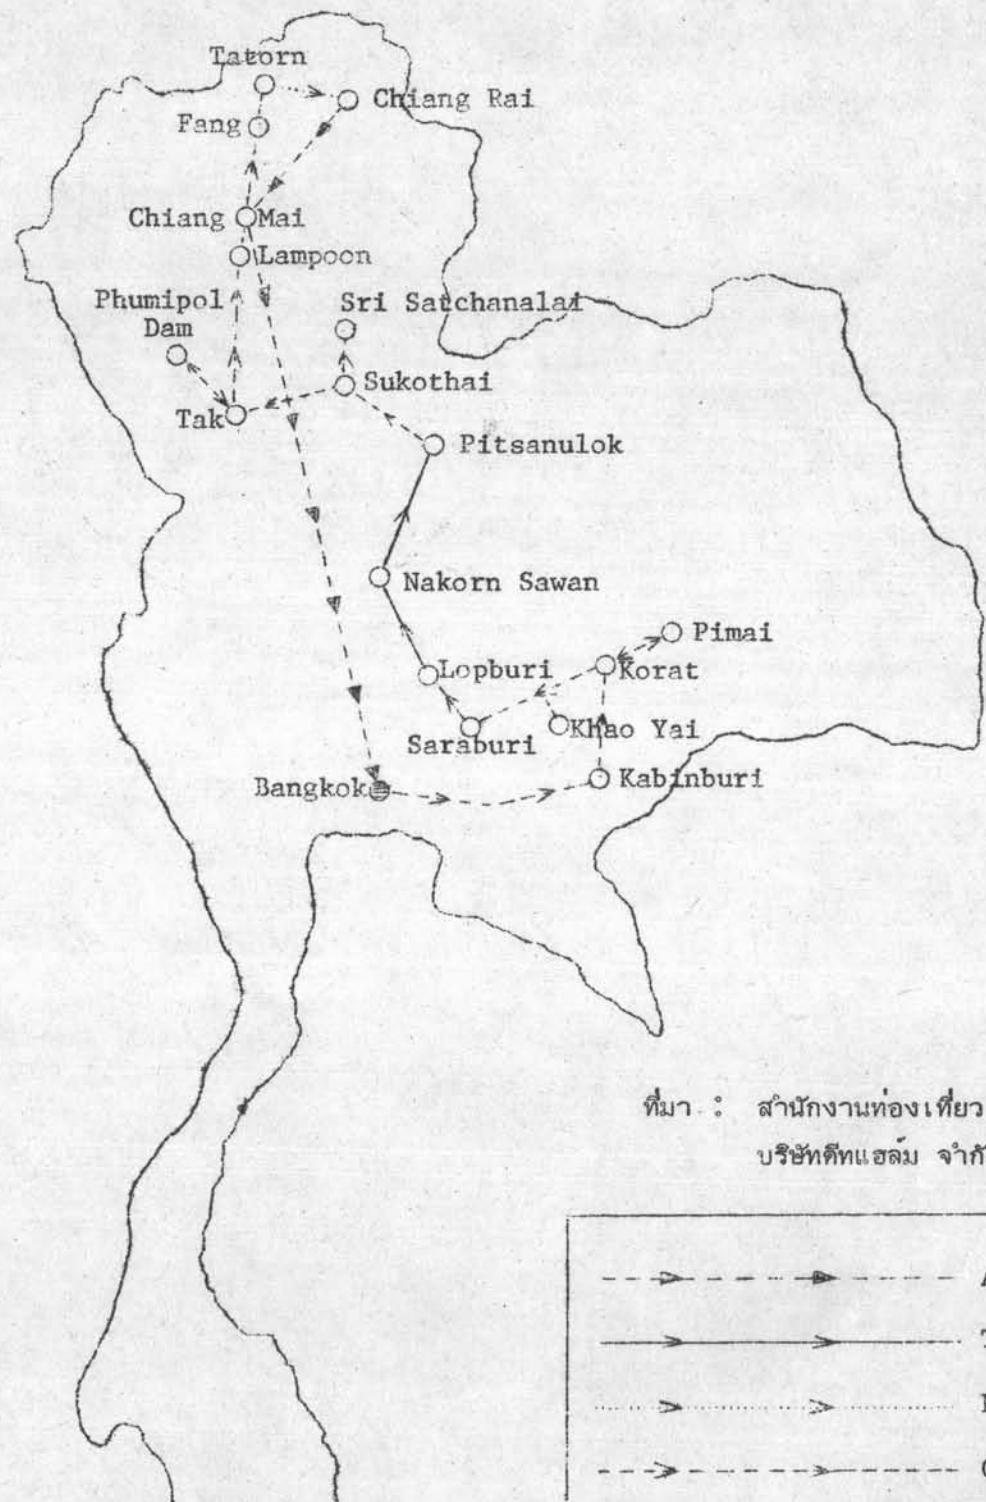 Tatorn
Chiang Rai
Fang
Chiang Mai
Lampoon
Phumipol
Dam
Sri Satchanalai
Sukothai
Tak
Pitsanulok
Nakorn Sawan
Pimai
Lopburi
Korat
Saraburi
Khao Yai
Bangkok
Kabinburi
ที่มา : สำนักงานท่องเที่ยว
บริษัทดีทแฮล์ม จำกั